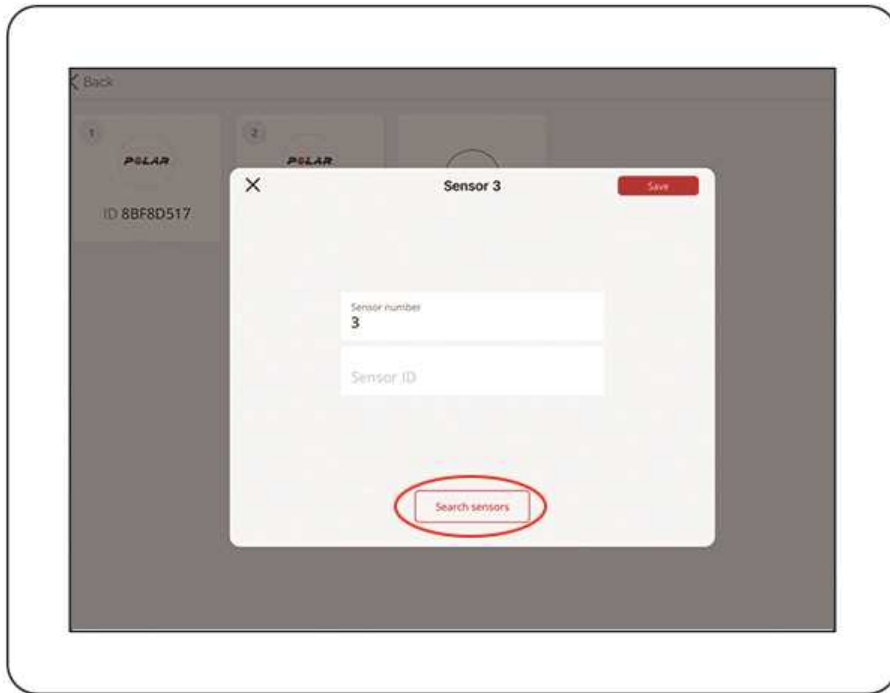 Back
1
2
POLAR
POLAR
ID 8BF8D517
Sensor 3
Save
Sensor number
3
Sensor ID
Search sensors